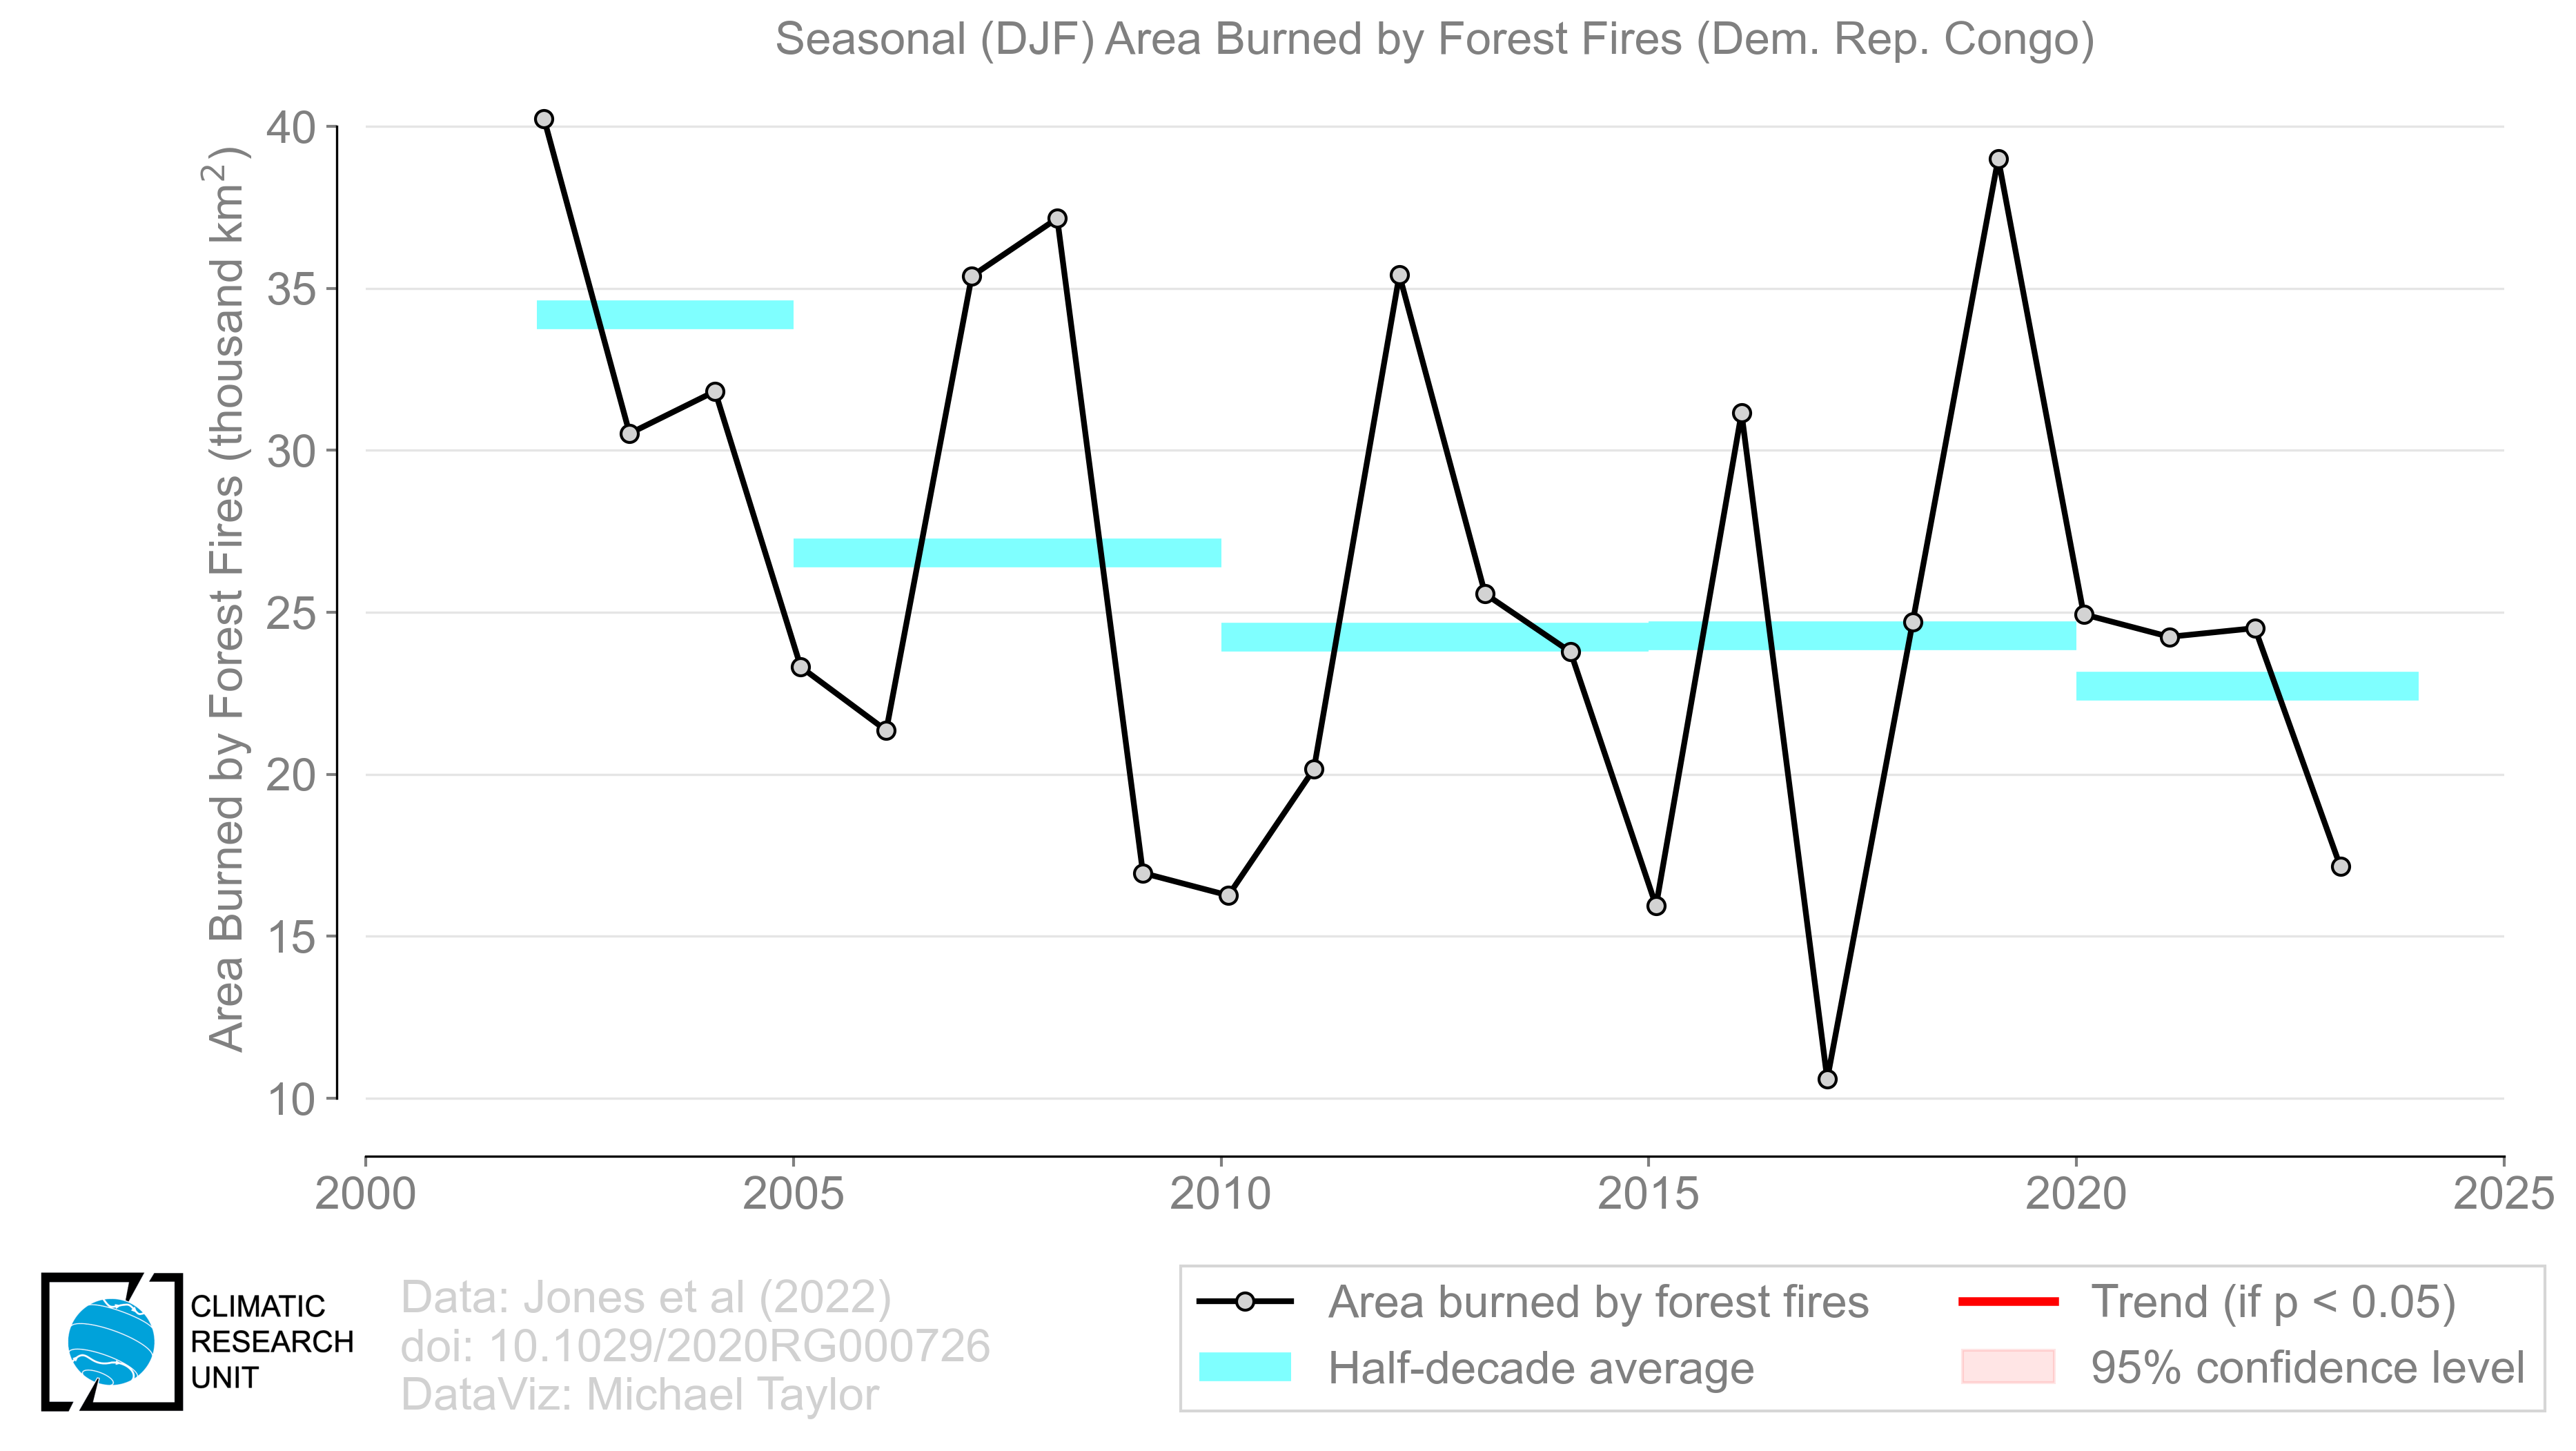 Seasonal (DJF) Area Burned by Forest Fires (Dem. Rep. Congo)
Area Burned by Forest Fires (thousand km²)
40
35
30
25
20
15
10
2000 2005 2010 2015 2020 2025
CLIMATIC
RESEARCH
UNIT
Data: Jones et al (2022)
doi: 10.1029/2020RG000726
DataViz: Michael Taylor
Area burned by forest fires
Half-decade average
Trend (if p < 0.05)
95% confidence level